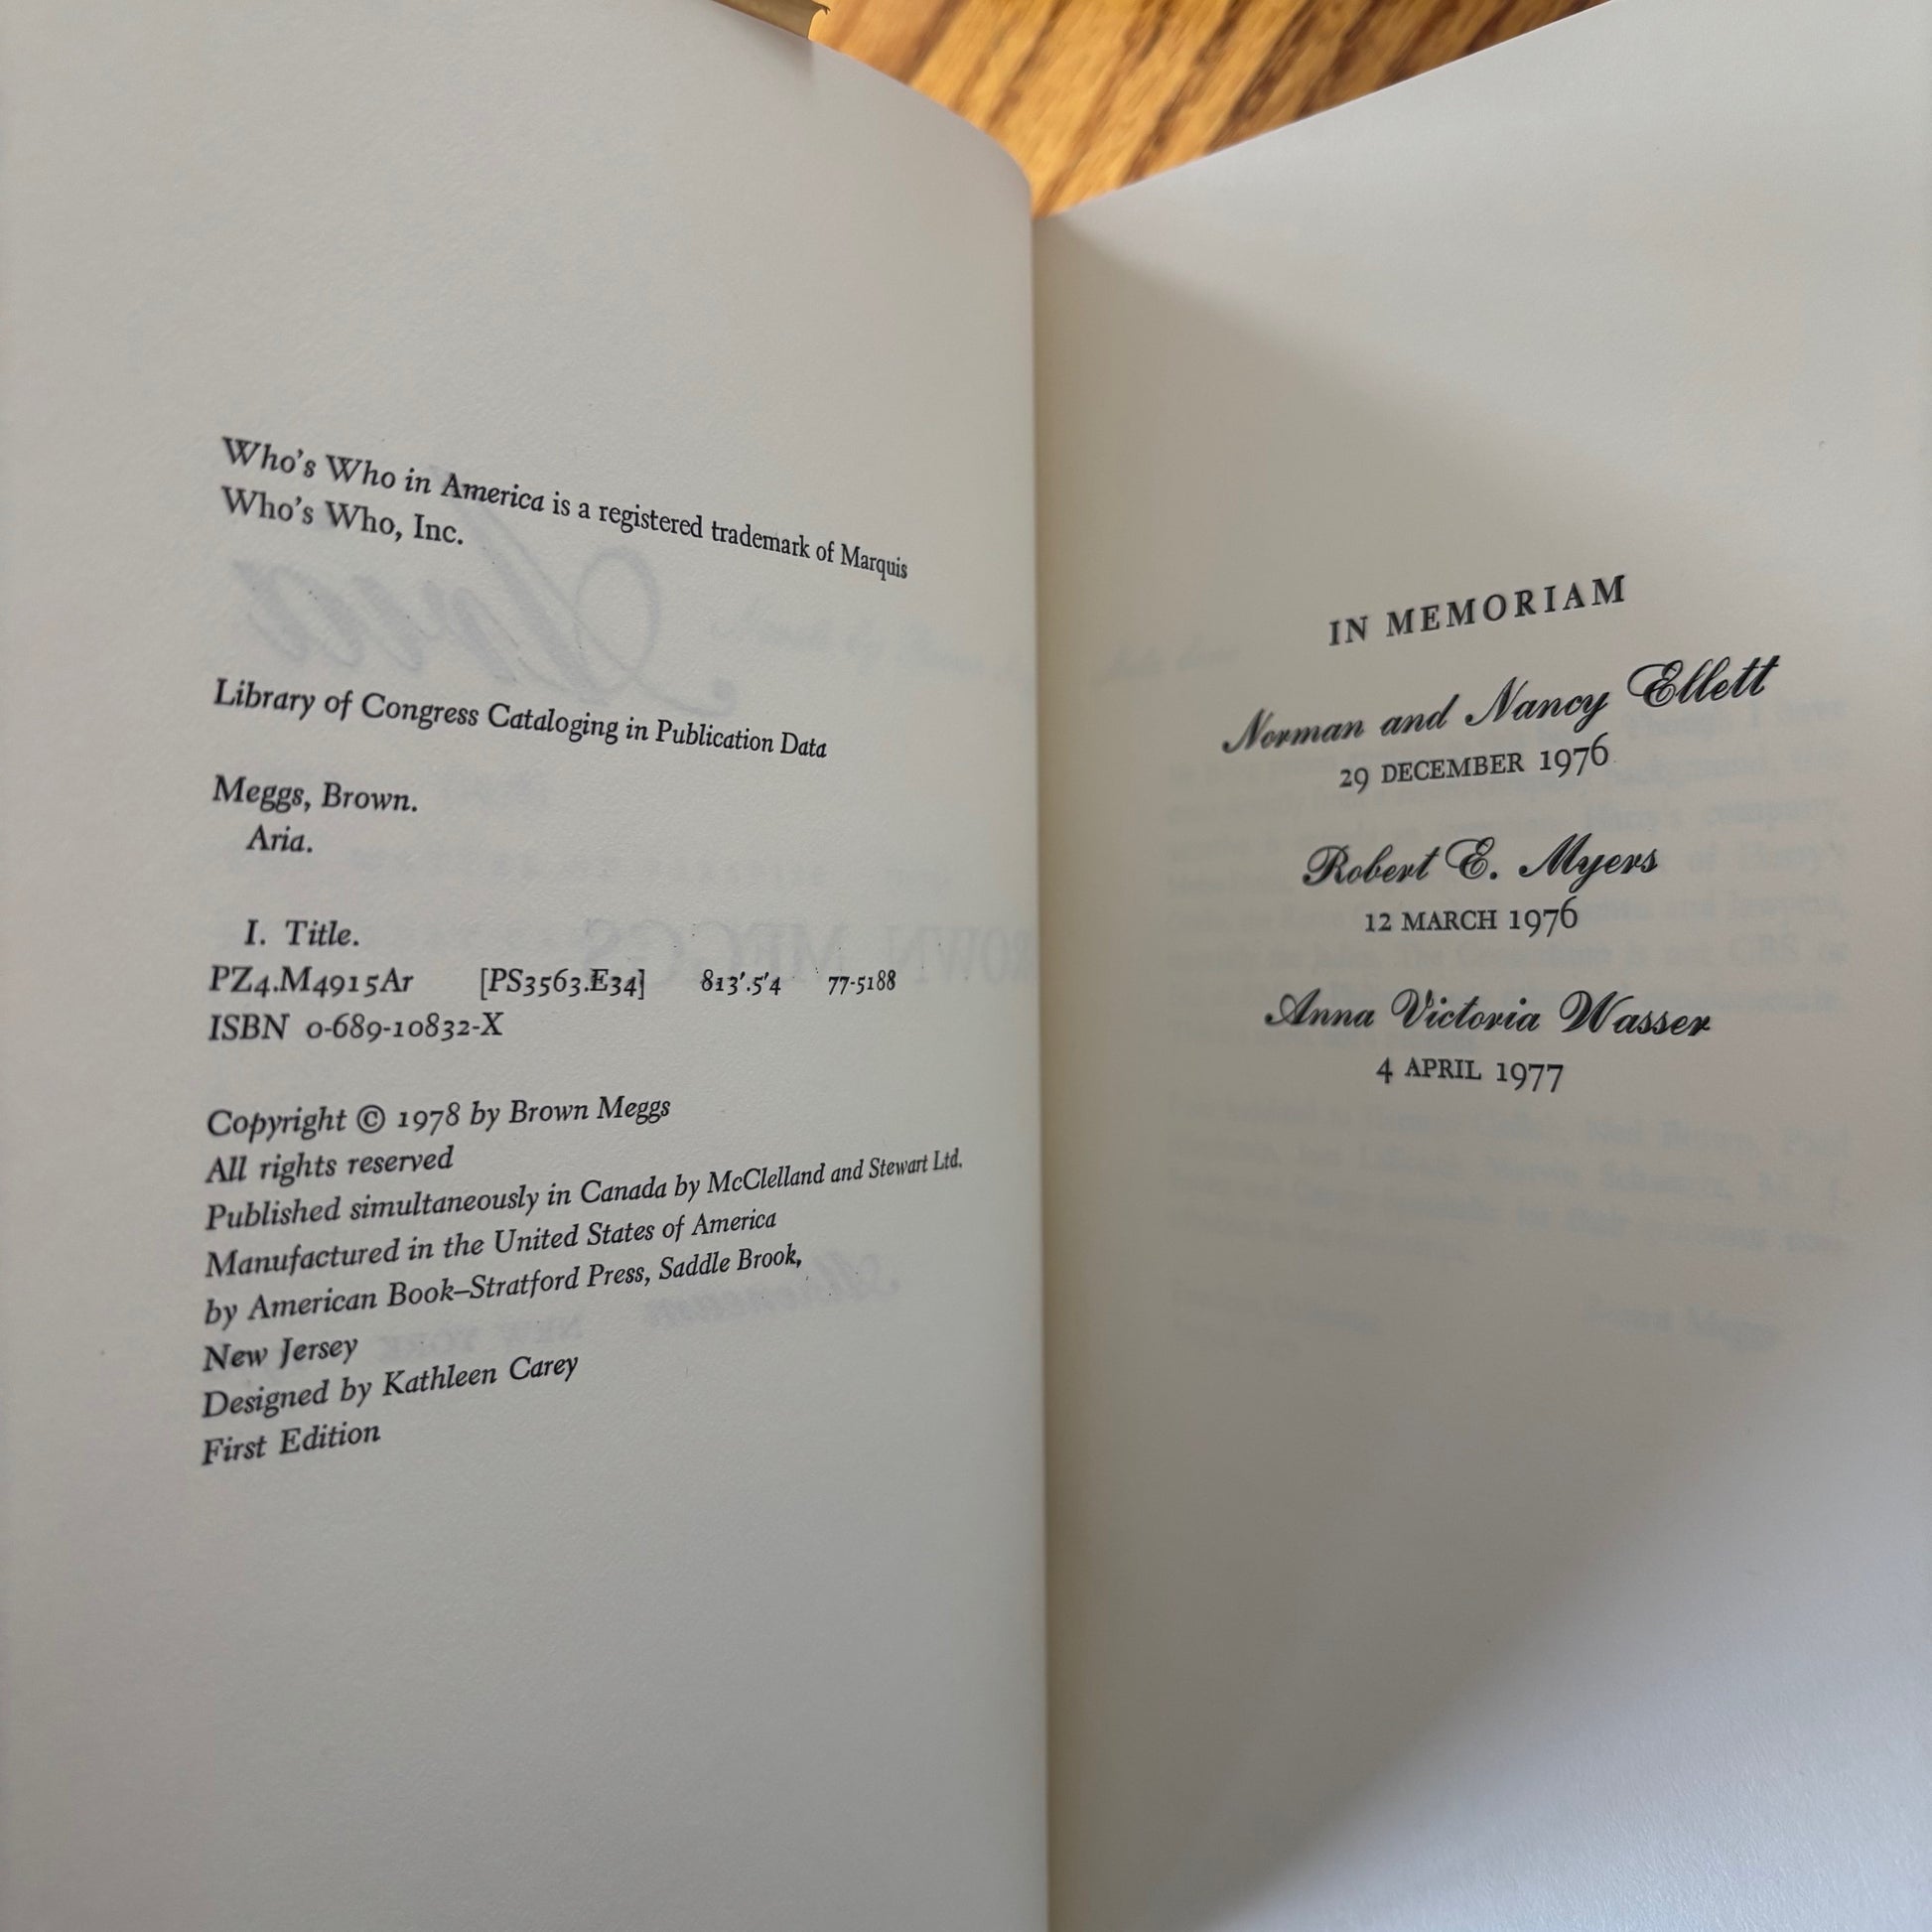 Who's Who in America is a registered trademark of Marquis
Who's Who, Inc.
Library of Congress Cataloging in Publication Data
Meggs, Brown.
Aria.
I. Title.
PZ4.M4915Ar [PS3563.E34] 813'.5'4 77-5188
ISBN 0-689-10832-X
Copyright © 1978 by Brown Meggs
All rights reserved
Published simultaneously in Canada by McClelland and Stewart Ltd.
Manufactured in the United States of America
by American Book–Stratford Press, Saddle Brook,
New Jersey
Designed by Kathleen Carey
First Edition
IN MEMORIAM
Norman and Nancy Ellett
29 DECEMBER 1976
Robert E. Myers
12 MARCH 1976
Anna Victoria Wasser
4 APRIL 1977